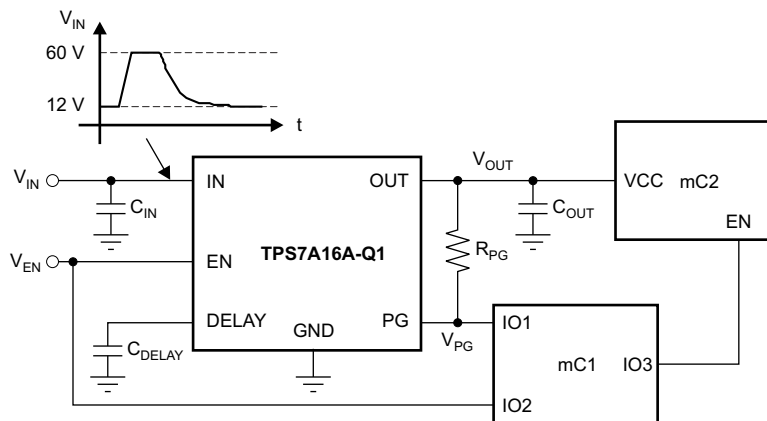 V_IN
60 V
12 V
t
V_IN
IN
OUT
V_OUT
VCC
mC2
C_IN
C_OUT
EN
V_EN
EN
TPS7A16A-Q1
R_PG
DELAY
GND
PG
V_PG
IO1
C_DELAY
mC1
IO3
IO2